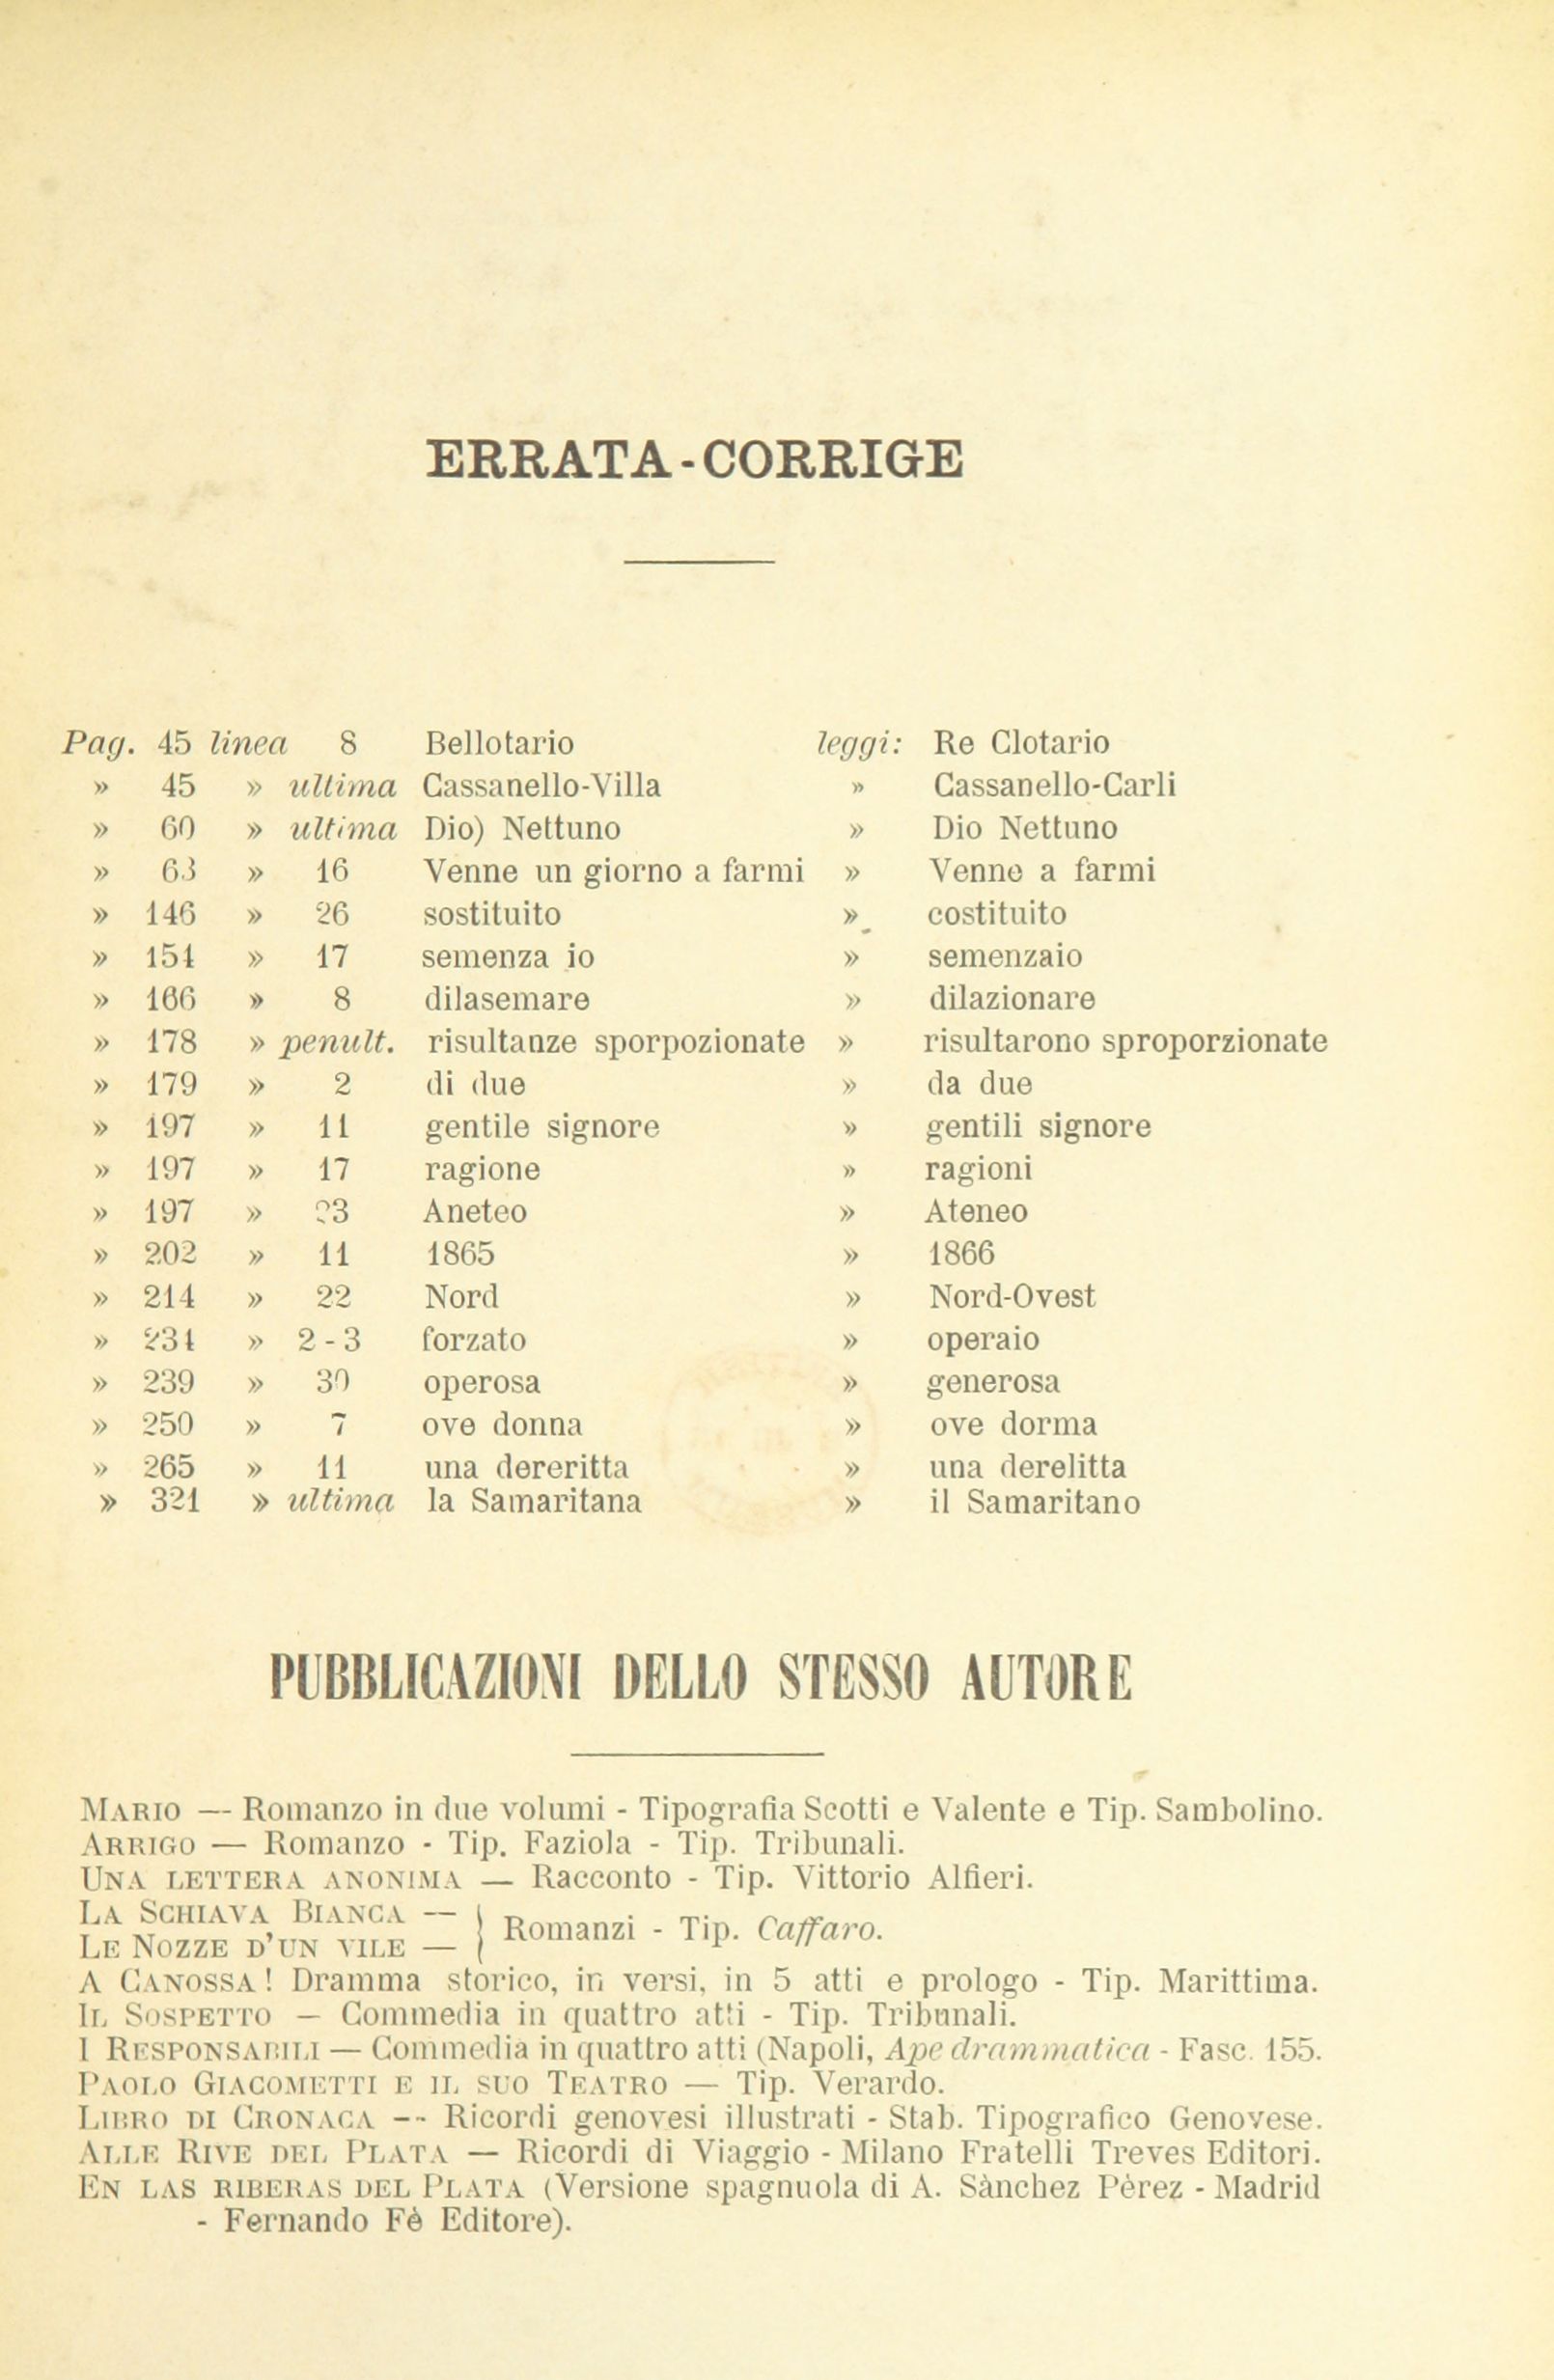 ERRATA-CORRIGE
Pag. 45 linea 8 Bellotario leggi: Re Clotario
» 45 » ultima Cassanello-Villa » Cassanello-Carli
» 60 » ultima Dio) Nettuno » Dio Nettuno
» 63 » 16 Venne un giorno a farmi » Venne a farmi
» 146 » 26 sostituito » costituito
» 151 » 17 semenza io » semenzaio
» 166 » 8 dilasemare » dilazionare
» 178 » penult. risultanze sporpozionate » risultarono sproporzionate
» 179 » 2 di due » da due
» 197 » 11 gentile signore » gentili signore
» 197 » 17 ragione » ragioni
» 197 » 23 Aneteo » Ateneo
» 202 » 11 1865 » 1866
» 214 » 22 Nord » Nord-Ovest
» 231 » 2-3 forzato » operaio
» 239 » 30 operosa » generosa
» 250 » 7 ove donna » ove dorma
» 265 » 11 una dereritta » una derelitta
» 321 » ultima la Samaritana » il Samaritano
PUBBLICAZIONI DELLO STESSO AUTORE
MARIO — Romanzo in due volumi - Tipografia Scotti e Valente e Tip. Sambolino.
ARRIGO — Romanzo - Tip. Faziola - Tip. Tribunali.
UNA LETTERA ANONIMA — Racconto - Tip. Vittorio Alfieri.
LA SCHIAVA BIANCA —
LE NOZZE D'UN VILE — } Romanzi - Tip. Caffaro.
A CANOSSA! Dramma storico, in versi, in 5 atti e prologo - Tip. Marittima.
IL SOSPETTO — Commedia in quattro atti - Tip. Tribunali.
I RESPONSABILI — Commedia in quattro atti (Napoli, Ape drammatica - Fasc. 155.
PAOLO GIACOMETTI E IL SUO TEATRO — Tip. Verardo.
LIBRO DI CRONACA -- Ricordi genovesi illustrati - Stab. Tipografico Genovese.
ALLE RIVE DEL PLATA — Ricordi di Viaggio - Milano Fratelli Treves Editori.
EN LAS RIBERAS DEL PLATA (Versione spagnuola di A. Sànchez Pèrez - Madrid
- Fernando Fè Editore).